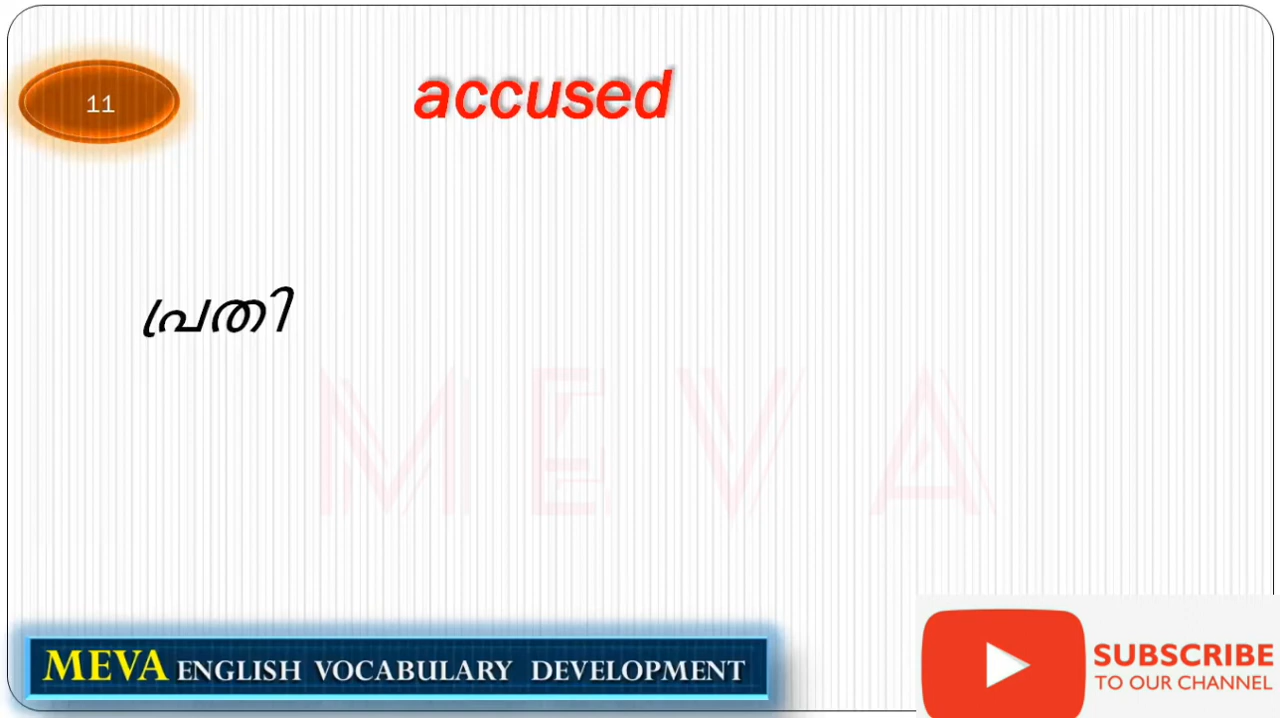 11
accused
പ്രതി
MEVA
MEVA ENGLISH VOCABULARY DEVELOPMENT
SUBSCRIBE
TO OUR CHANNEL